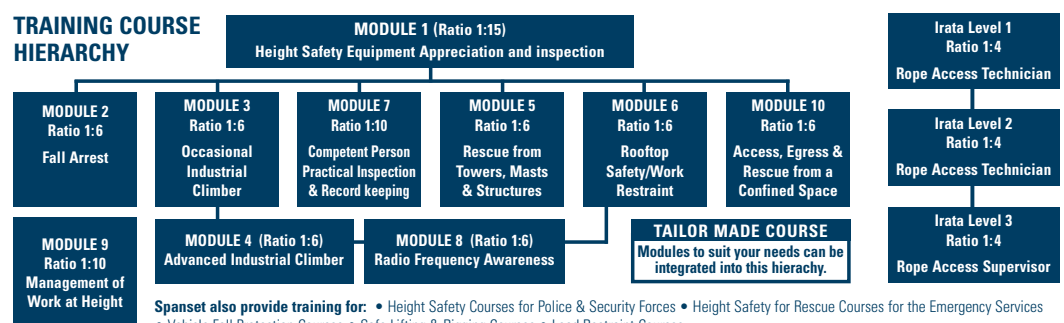 TRAINING COURSE
HIERARCHY
MODULE 1 (Ratio 1:15)
Height Safety Equipment Appreciation and inspection
MODULE 2
Ratio 1:6
Fall Arrest
MODULE 3
Ratio 1:6
Occasional
Industrial
Climber
MODULE 7
Ratio 1:10
Competent Person
Practical Inspection
& Record keeping
MODULE 5
Ratio 1:6
Rescue from
Towers, Masts
& Structures
MODULE 6
Ratio 1:6
Rooftop
Safety/Work
Restraint
MODULE 10
Ratio 1:6
Access, Egress &
Rescue from a
Confined Space
MODULE 9
Ratio 1:10
Management of
Work at Height
MODULE 4 (Ratio 1:6)
Advanced Industrial Climber
MODULE 8 (Ratio 1:6)
Radio Frequency Awareness
TAILOR MADE COURSE
Modules to suit your needs can be
integrated into this hierachy.
Irata Level 1
Ratio 1:4
Rope Access Technician
Irata Level 2
Ratio 1:4
Rope Access Technician
Irata Level 3
Ratio 1:4
Rope Access Supervisor
Spanset also provide training for: • Height Safety Courses for Police & Security Forces • Height Safety for Rescue Courses for the Emergency Services